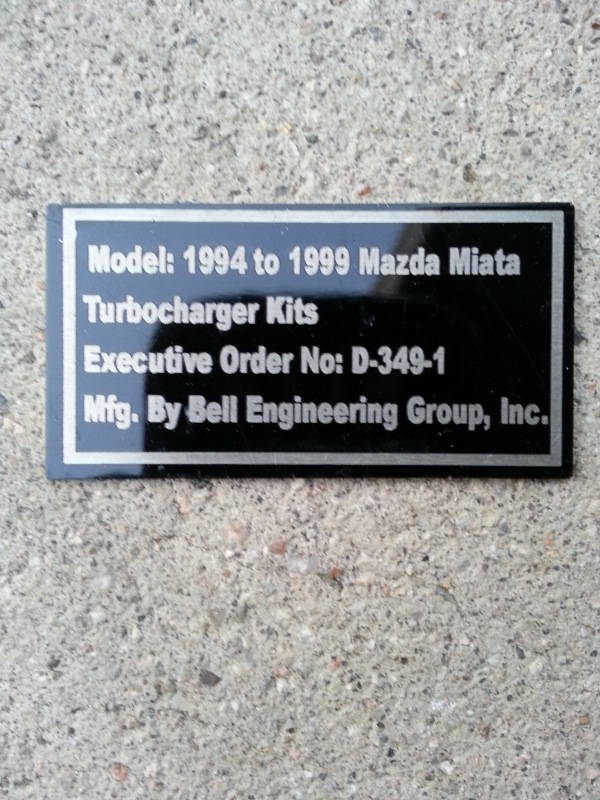 Model: 1994 to 1999 Mazda Miata
Turbocharger Kits
Executive Order No: D-349-1
Mfg. By Bell Engineering Group, Inc.